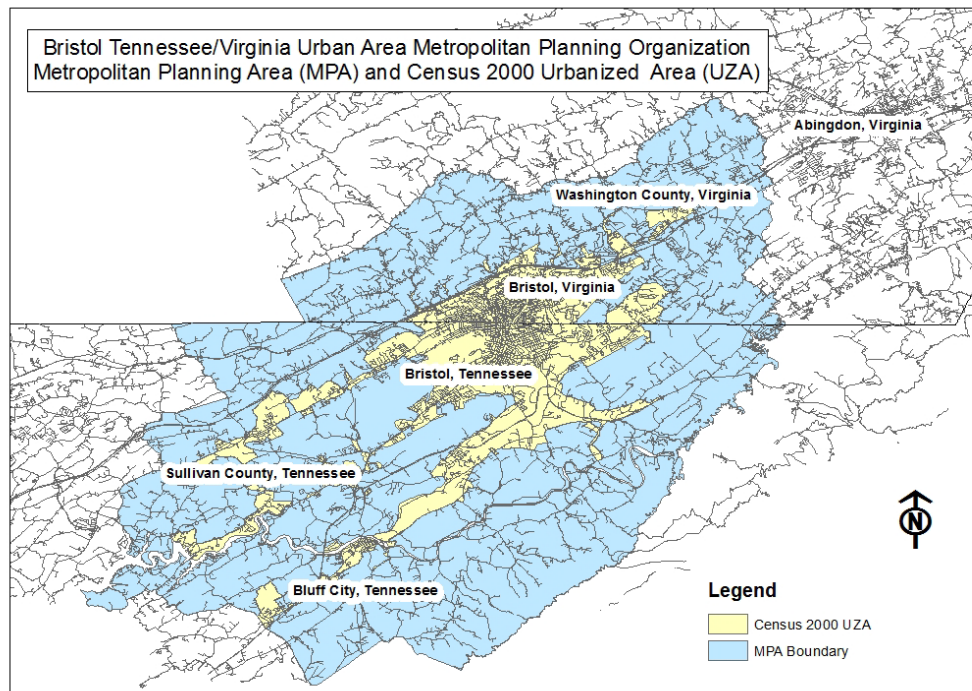 Bristol Tennessee/Virginia Urban Area Metropolitan Planning Organization
Metropolitan Planning Area (MPA) and Census 2000 Urbanized Area (UZA)
Abingdon, Virginia
Washington County, Virginia
Bristol, Virginia
Bristol, Tennessee
Sullivan County, Tennessee
N
Bluff City, Tennessee
Legend
Census 2000 UZA
MPA Boundary